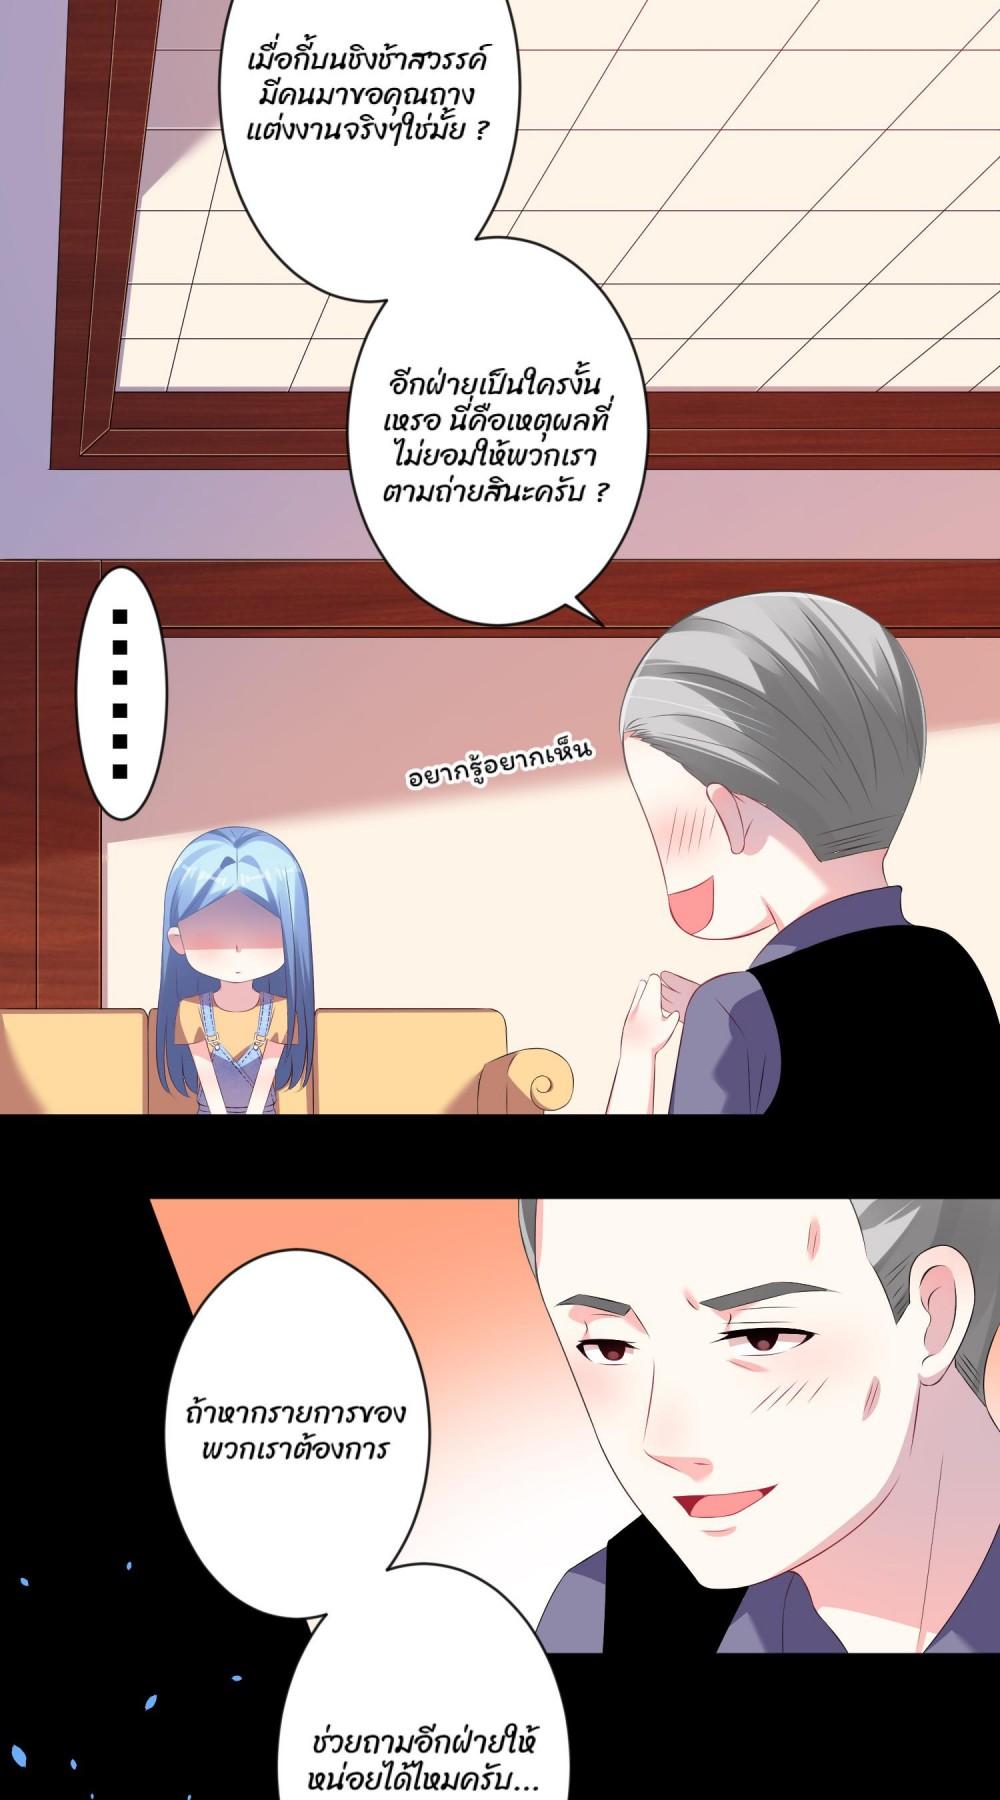 เมื่อกี้บนชิงช้าสวรรค์
มีคนมาขอคุณถาง
แต่งงานจริงๆใช่มั้ย ?
อีกฝ่ายเป็นใครงั้น
เหรอ นี่คือเหตุผลที่
ไม่ยอมให้พวกเรา
ตามถ่ายสินะครับ ?
อยากรู้อยากเห็น
ถ้าหากรายการของ
พวกเราต้องการ
ช่วยถามอีกฝ่ายให้
หน่อยได้ไหมครับ...